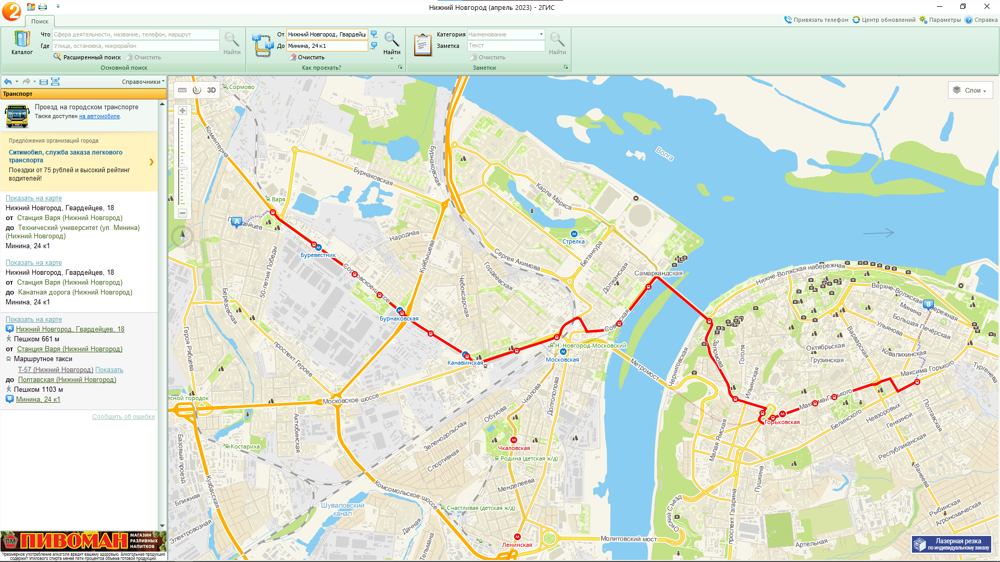 Нижний Новгород (апрель 2023) - 2ГИС
Поиск
Привязать телефон
Центр обновлений
Параметры
Справка
Каталог
Что
Сфера деятельности, название, телефон, маршрут
Где
Улица, остановка, микрорайон
Расширенный поиск
Очистить
Найти
Основной поиск
От
Нижний Новгород, Гвардейц
До
Минина, 24 к1
Очистить
Найти
Как проехать?
Категория
Наименование
Заметка
Текст
Очистить
Найти
Заметки
Справочники
Транспорт
Проезд на городском транспорте
Также доступен на автомобиле.
Предложения организаций города
Ситимобил, служба заказа легкового
транспорта
Поездки от 75 рублей и высокий рейтинг
водителей!
Показать на карте
Нижний Новгород, Гвардейцев, 18
от Станция Варя (Нижний Новгород)
до Технический университет (ул. Минина)
(Нижний Новгород)
Минина, 24 к1
Показать на карте
Нижний Новгород, Гвардейцев, 18
от Станция Варя (Нижний Новгород)
до Канатная дорога (Нижний Новгород)
Минина, 24 к1
Показать на карте
A Нижний Новгород, Гвардейцев, 18
Пешком 661 м
от Станция Варя (Нижний Новгород)
Маршрутное такси
Т-57 (Нижний Новгород) Показать
до Полтавская (Нижний Новгород)
Пешком 1103 м
B Минина, 24 к1
Сообщить об ошибке
ПМ
ПИВОМАН
МАГАЗИН
РАЗЛИВНЫХ
НАПИТКОВ
Чрезмерное употребление алкоголя вредит вашему здоровью. Алкогольная продукция
содержит этилового спирта менее пяти процентов объема готовой продукции.
3D
Слои
Сормово
Коминтерна
Бурнаковская
Бурнаковская
Волга
Варя
A
Карла Маркса
Народная
Стрелка
Буревестник
Куйбышева
Сергея Акимова
Бетанкура
50-летия Победы
Гордеевская
Должанская
Самаркандская
Нижне-Волжская набережная
Верхне-Волжская
набережная
B
Минина
Большая Печёрская
Ульянова
Берёзовская
Чебоксарская
Бурнаковская
Советская
Варварская
Героя Рябцева
проспект Героев
Канавинская
Н. Новгород-Московский
Московская
Метромост
Черниговская
Заломова
Гоголя
Октябрьская
Грузинская
Ковалихинская
Максима Горького
Тургенева
Ильинская
Московское шоссе
Чкалова
Долгополова
Обухова
Максима Горького
Горьковская
Белинского
Невзоровых
Генкиной
Полтавская
Актюбинская
Зеленодольская
Базовый проезд
Костариха
Чкаловская
Родина (детская ж/д)
Спортивная
Малая Ямская
Республиканская
Ванеева
Пушкина
Кузбасская
Ближняя
Комсомольское шоссе
Менделеева
Шуваловский
канал
Счастливая (детская ж/д)
Окский Съезд
проспект Гагарина
Рыбинская
Агрономическая
Электровозная
Дачная
Тельмана
Ленинская
Молитовский мост
Артельная
Лазерная резка
по индивидуальному заказу